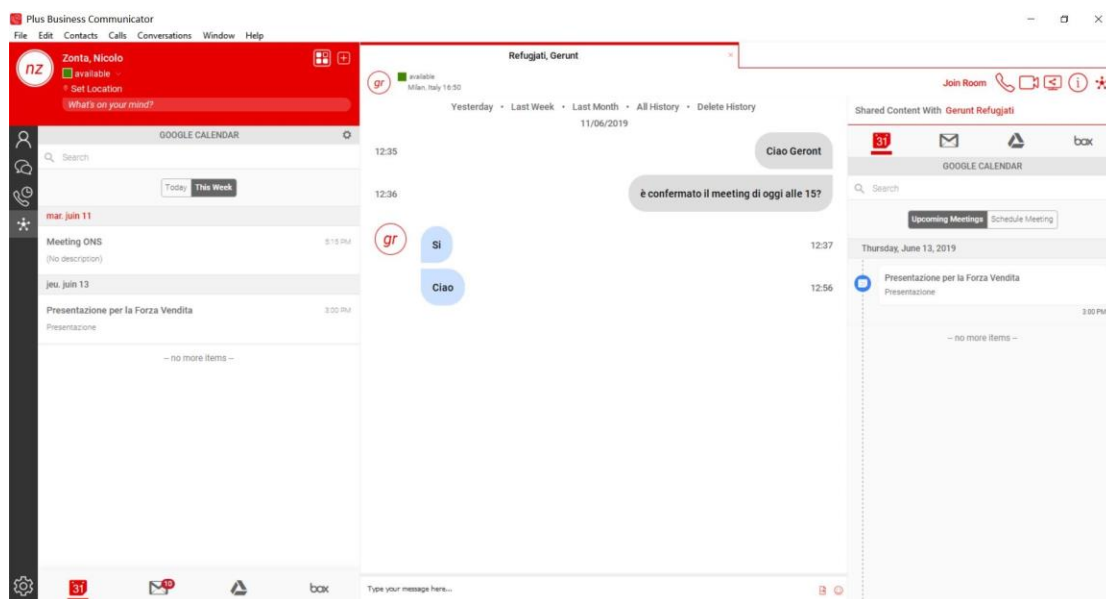 Plus Business Communicator
File Edit Contacts Calls Conversations Window Help
nz
Zonta, Nicolo
available
Set Location
What's on your mind?
GOOGLE CALENDAR
Search
Today This Week
mar. juin 11
Meeting ONS 5:15 PM
(No description)
jeu. juin 13
Presentazione per la Forza Vendita 3:00 PM
Presentazione
-- no more items --
31 10 box
Refugjati, Gerunt
gr
available
Milan, Italy 16:50
Join Room
Yesterday • Last Week • Last Month • All History • Delete History
11/06/2019
12:35 Ciao Geront
12:36 è confermato il meeting di oggi alle 15?
gr Si 12:37
Ciao 12:56
Type your message here...
Shared Content With Gerunt Refugjati
31 box
GOOGLE CALENDAR
Search
Upcoming Meetings Schedule Meeting
Thursday, June 13, 2019
Presentazione per la Forza Vendita
Presentazione
3:00 PM
-- no more items --